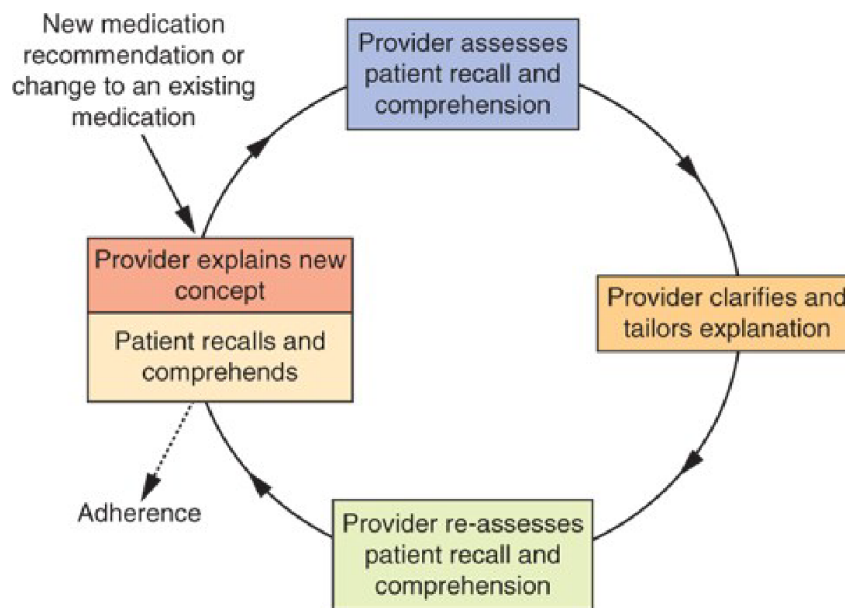 New medication
recommendation or
change to an existing
medication
Provider assesses
patient recall and
comprehension
Provider explains new
concept
Patient recalls and
comprehends
Provider clarifies and
tailors explanation
Adherence
Provider re-assesses
patient recall and
comprehension